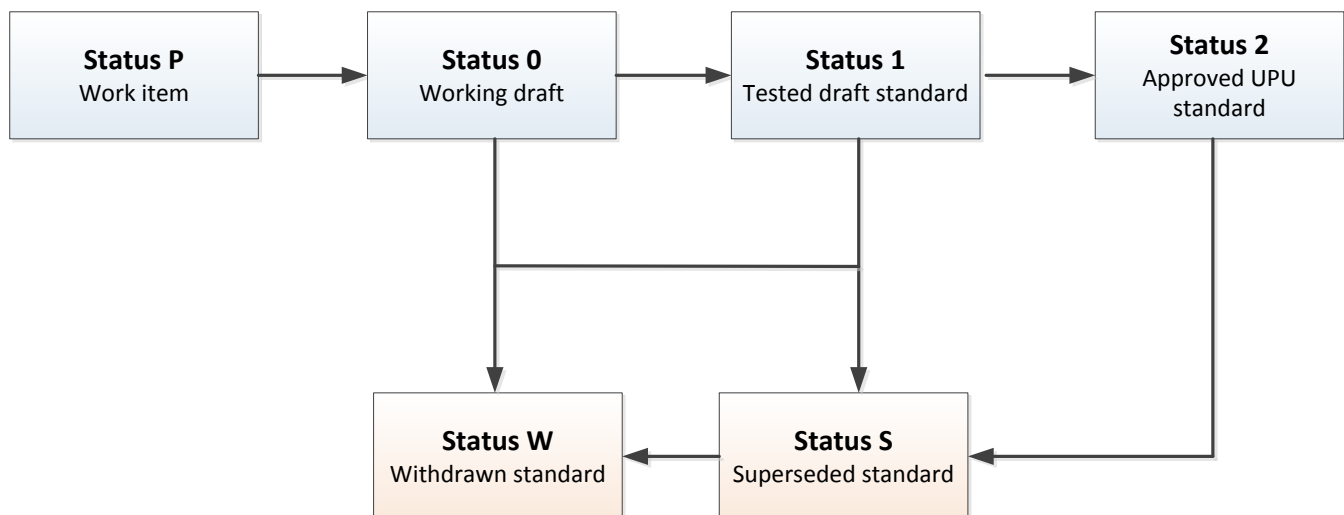 Status P
Work item
Status 0
Working draft
Status 1
Tested draft standard
Status 2
Approved UPU
standard
Status W
Withdrawn standard
Status S
Superseded standard